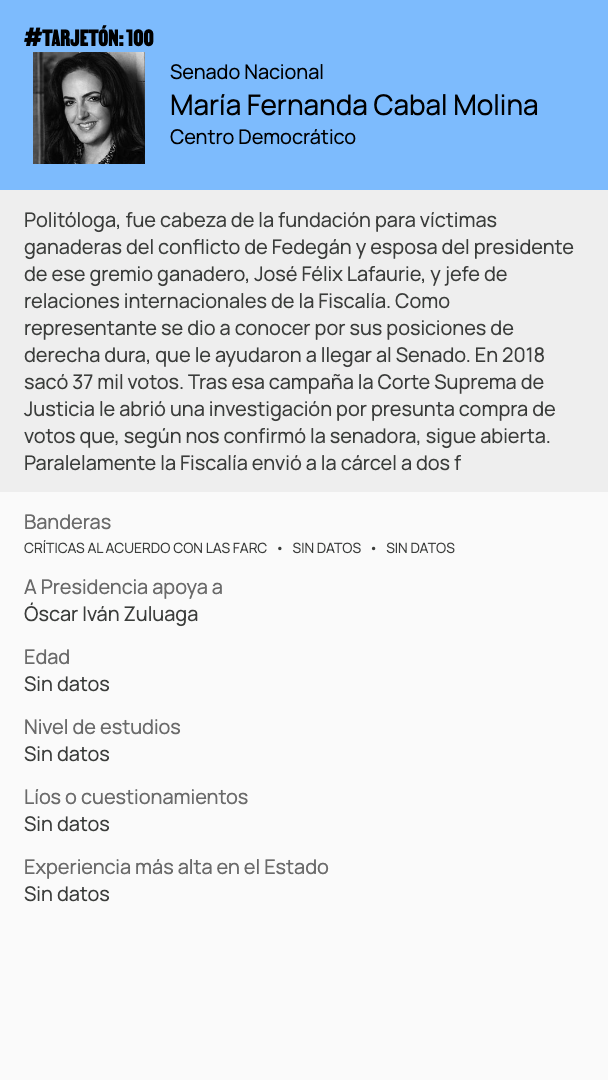 #TARJETÓN: 100
Senado Nacional
María Fernanda Cabal Molina
Centro Democrático
Politóloga, fue cabeza de la fundación para víctimas
ganaderas del conflicto de Fedegán y esposa del presidente
de ese gremio ganadero, José Félix Lafaurie, y jefe de
relaciones internacionales de la Fiscalía. Como
representante se dio a conocer por sus posiciones de
derecha dura, que le ayudaron a llegar al Senado. En 2018
sacó 37 mil votos. Tras esa campaña la Corte Suprema de
Justicia le abrió una investigación por presunta compra de
votos que, según nos confirmó la senadora, sigue abierta.
Paralelamente la Fiscalía envió a la cárcel a dos f
Banderas
CRÍTICAS AL ACUERDO CON LAS FARC • SIN DATOS • SIN DATOS
A Presidencia apoya a
Óscar Iván Zuluaga
Edad
Sin datos
Nivel de estudios
Sin datos
Líos o cuestionamientos
Sin datos
Experiencia más alta en el Estado
Sin datos